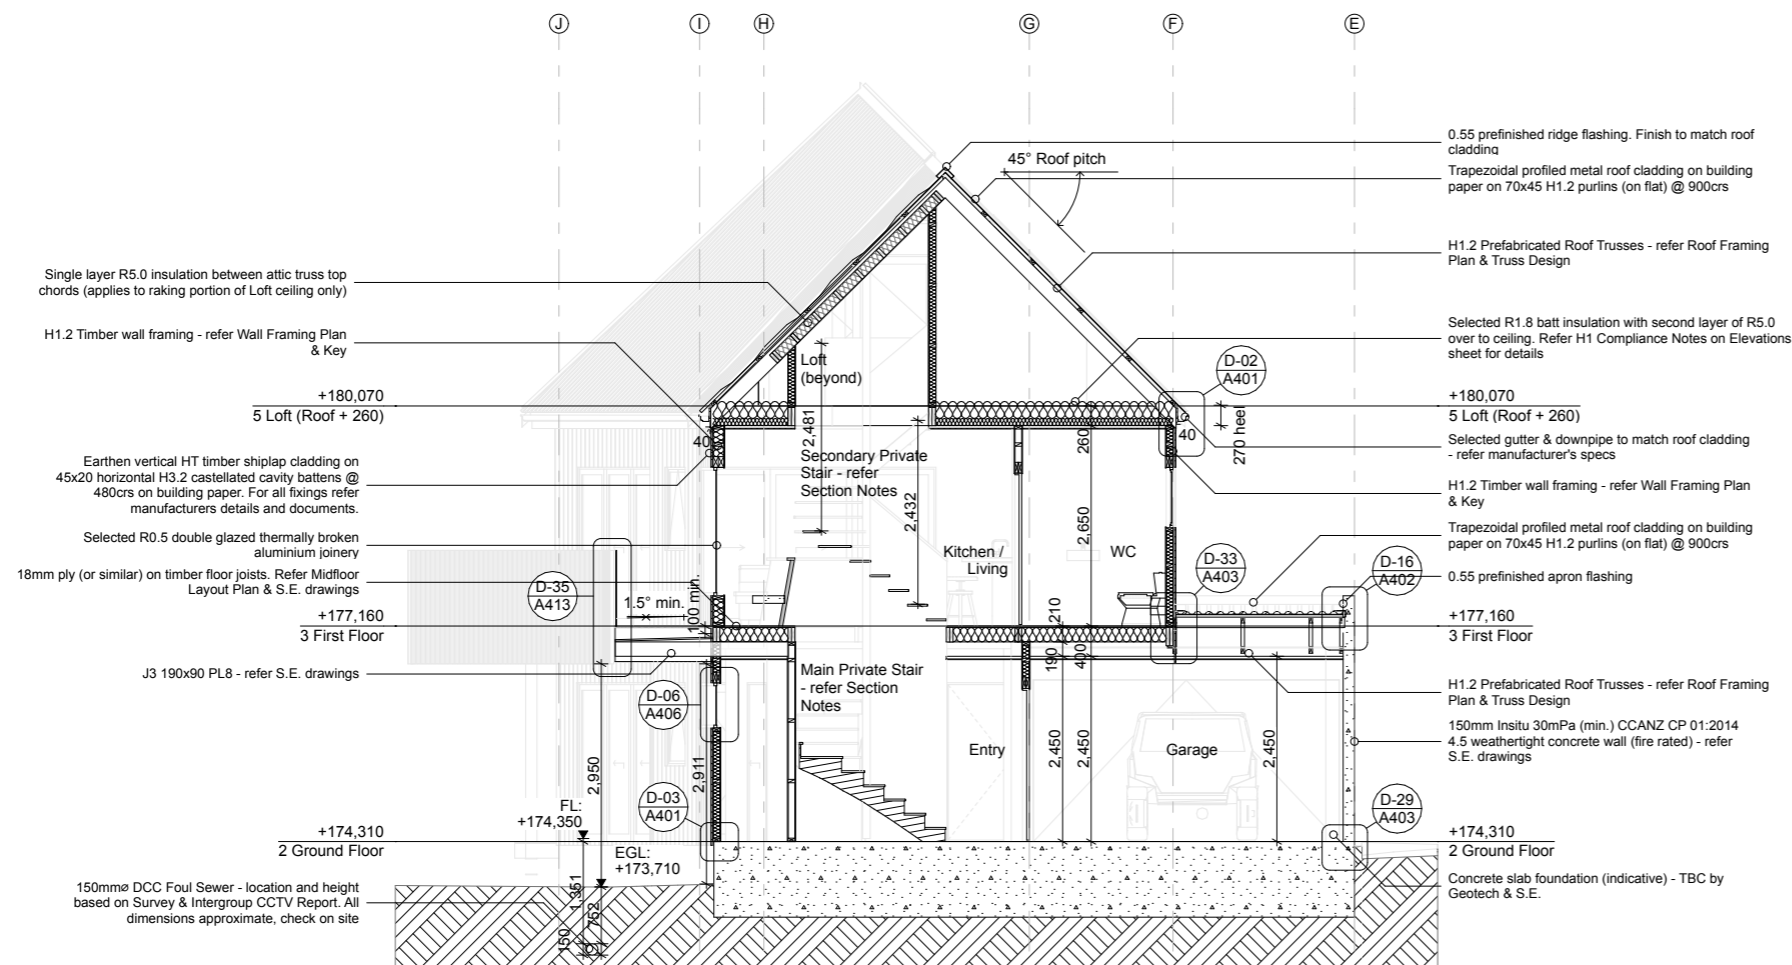 J
I
H
G
F
E
45° Roof pitch
0.55 prefinished ridge flashing. Finish to match roof
cladding
Trapezoidal profiled metal roof cladding on building
paper on 70x45 H1.2 purlins (on flat) @ 900crs
H1.2 Prefabricated Roof Trusses - refer Roof Framing
Plan & Truss Design
Selected R1.8 batt insulation with second layer of R5.0
over to ceiling. Refer H1 Compliance Notes on Elevations
sheet for details
D-02
A401
+180,070
5 Loft (Roof + 260)
Selected gutter & downpipe to match roof cladding
- refer manufacturer's specs
H1.2 Timber wall framing - refer Wall Framing Plan
& Key
Trapezoidal profiled metal roof cladding on building
paper on 70x45 H1.2 purlins (on flat) @ 900crs
D-33
A403
D-16
A402
0.55 prefinished apron flashing
+177,160
3 First Floor
H1.2 Prefabricated Roof Trusses - refer Roof Framing
Plan & Truss Design
150mm Insitu 30mPa (min.) CCANZ CP 01:2014
4.5 weathertight concrete wall (fire rated) - refer
S.E. drawings
D-29
A403
+174,310
2 Ground Floor
Concrete slab foundation (indicative) - TBC by
Geotech & S.E.
Single layer R5.0 insulation between attic truss top
chords (applies to raking portion of Loft ceiling only)
H1.2 Timber wall framing - refer Wall Framing Plan
& Key
+180,070
5 Loft (Roof + 260)
Earthen vertical HT timber shiplap cladding on
45x20 horizontal H3.2 castellated cavity battens @
480crs on building paper. For all fixings refer
manufacturers details and documents.
Selected R0.5 double glazed thermally broken
aluminium joinery
18mm ply (or similar) on timber floor joists. Refer Midfloor
Layout Plan & S.E. drawings
D-35
A413
1.5° min.
100 min.
+177,160
3 First Floor
J3 190x90 PL8 - refer S.E. drawings
D-06
A406
D-03
A401
FL:
+174,350
+174,310
2 Ground Floor
EGL:
+173,710
150mmø DCC Foul Sewer - location and height
based on Survey & Intergroup CCTV Report. All
dimensions approximate, check on site
Loft
(beyond)
Secondary Private
Stair - refer
Section Notes
Kitchen /
Living
WC
Main Private Stair
- refer Section
Notes
Entry
Garage
40
40
270 heel
260
2,481
2,432
2,650
210
190
400
2,950
2,911
2,450
2,450
2,450
1,351
752
150